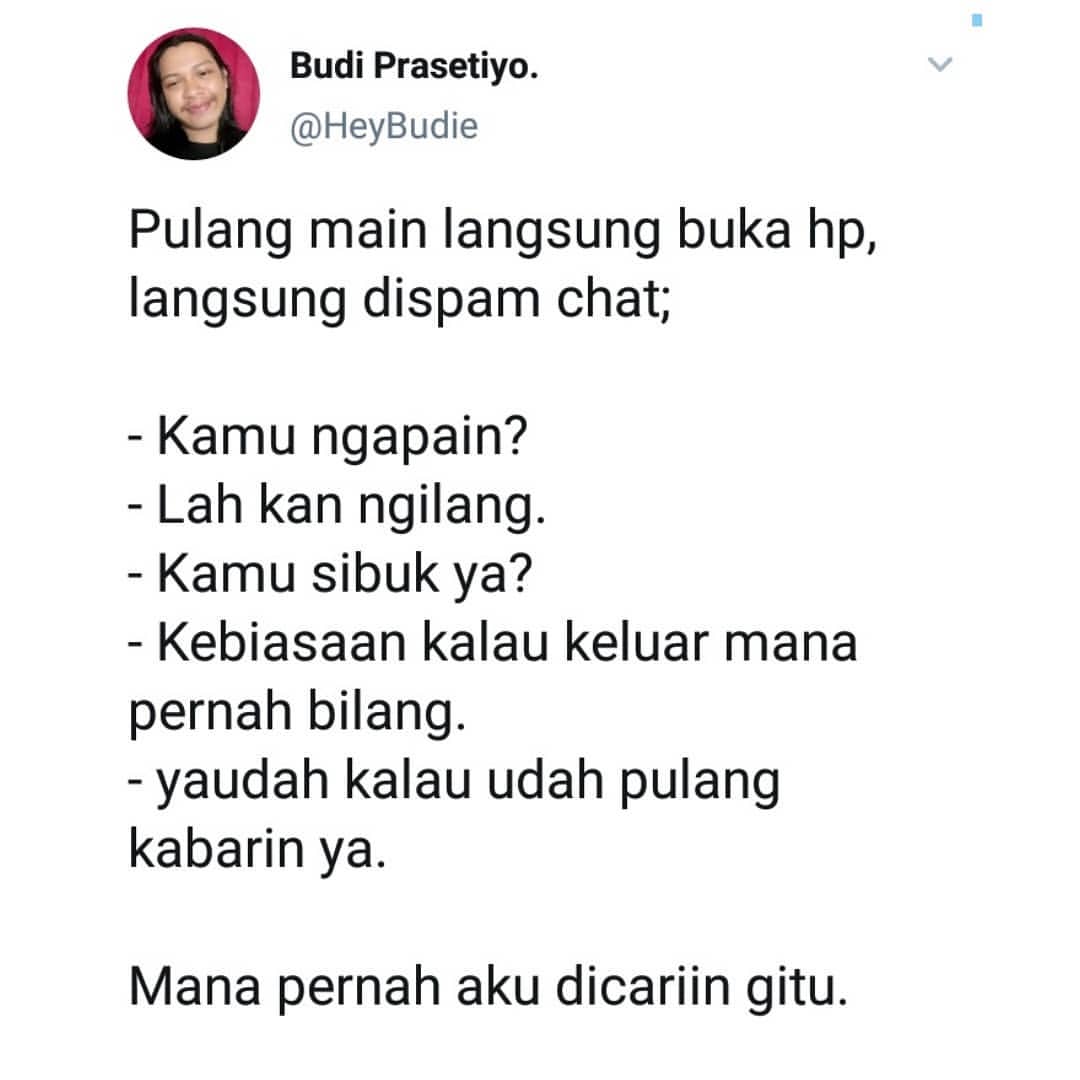 Budi Prasetiyo.
@HeyBudie
Pulang main langsung buka hp,
langsung dispam chat;
- Kamu ngapain?
- Lah kan ngilang.
- Kamu sibuk ya?
- Kebiasaan kalau keluar mana
pernah bilang.
- yaudah kalau udah pulang
kabarin ya.
Mana pernah aku dicariin gitu.